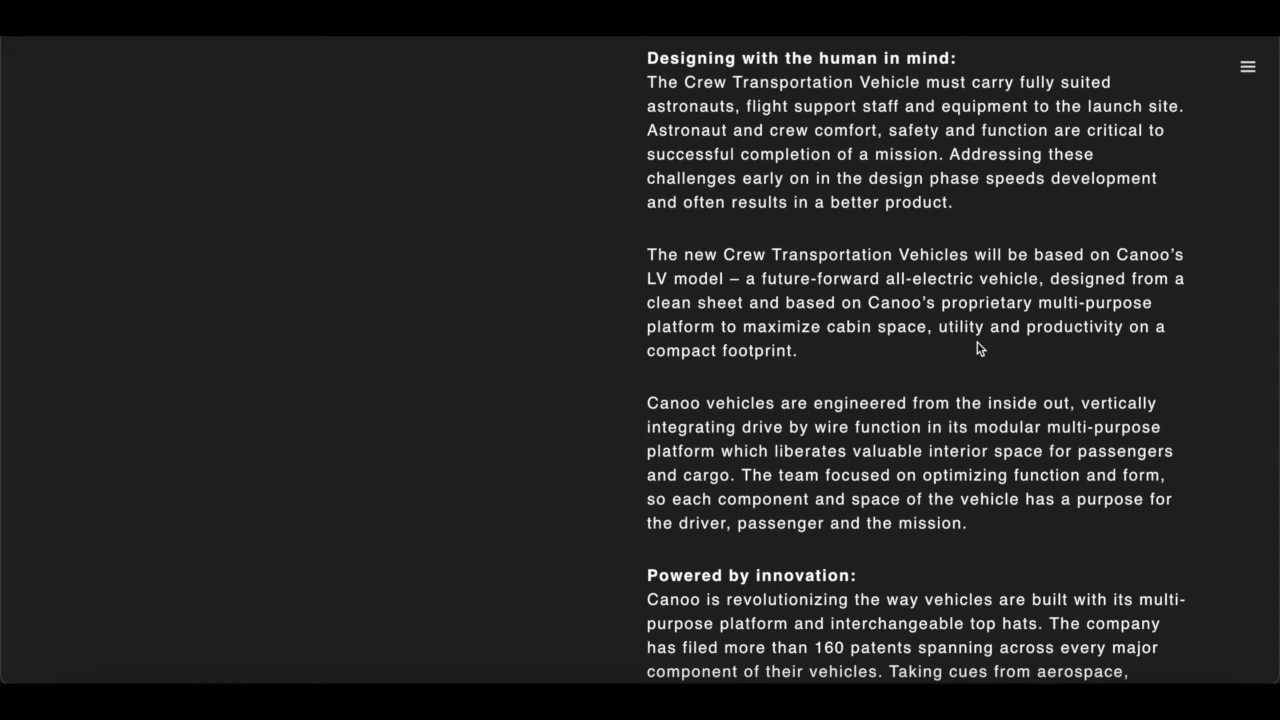 Designing with the human in mind:
The Crew Transportation Vehicle must carry fully suited
astronauts, flight support staff and equipment to the launch site.
Astronaut and crew comfort, safety and function are critical to
successful completion of a mission. Addressing these
challenges early on in the design phase speeds development
and often results in a better product.
The new Crew Transportation Vehicles will be based on Canoo’s
LV model – a future-forward all-electric vehicle, designed from a
clean sheet and based on Canoo’s proprietary multi-purpose
platform to maximize cabin space, utility and productivity on a
compact footprint.
Canoo vehicles are engineered from the inside out, vertically
integrating drive by wire function in its modular multi-purpose
platform which liberates valuable interior space for passengers
and cargo. The team focused on optimizing function and form,
so each component and space of the vehicle has a purpose for
the driver, passenger and the mission.
Powered by innovation:
Canoo is revolutionizing the way vehicles are built with its multi-
purpose platform and interchangeable top hats. The company
has filed more than 160 patents spanning across every major
component of their vehicles. Taking cues from aerospace,